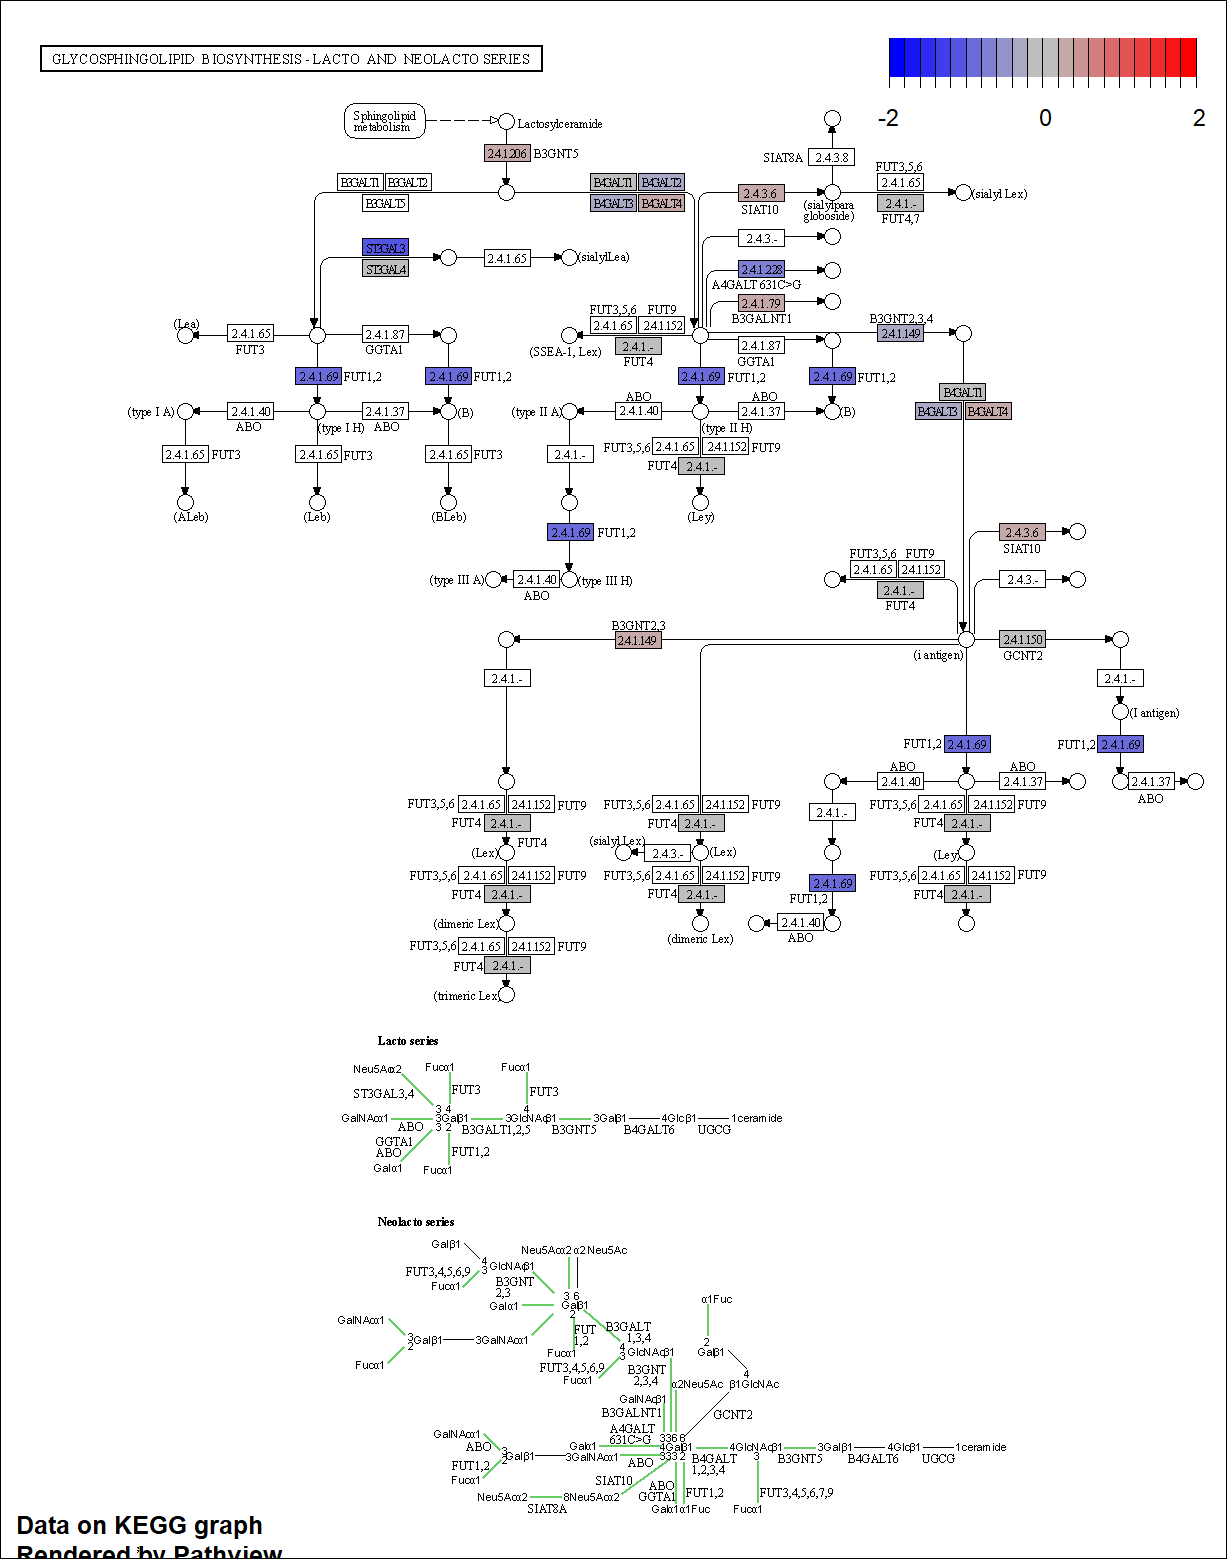 GLYCOSPHINGOLIPID BIOSYNTHESIS - LACTO AND NEOLACTO SERIES
-2 0 2
Sphingolipid
metabolism
Lactosylceramide
2.4.1.206 B3GNT5
SIAT8A 2.4.3.8
FUT3,5,6
2.4.1.65
B3GALT1 B3GALT2
B3GALT5
B4GALT1 B4GALT2
B4GALT3 B4GALT4
2.4.3.6
SIAT10
(sialylpara
globoside)
2.4.1.-
FUT4,7
(sialyl Lex)
ST3GAL3
ST3GAL4
2.4.1.65
(sialylLea)
2.4.3.-
2.4.1.228
A4GALT 631C>G
2.4.1.79
B3GALNT1
(Lea)
2.4.1.65
FUT3
2.4.1.87
GGTA1
FUT3,5,6 FUT9
2.4.1.65 2.4.1.152
(SSEA-1, Lex)
2.4.1.-
FUT4
2.4.1.87
GGTA1
B3GNT2,3,4
2.4.1.149
2.4.1.69 FUT1,2
2.4.1.69 FUT1,2
2.4.1.69 FUT1,2
2.4.1.69 FUT1,2
B4GALT1
B4GALT3 B4GALT4
(type I A)
2.4.1.40
ABO
(type I H)
2.4.1.37
ABO
(B)
(type II A)
ABO
2.4.1.40
(type II H)
ABO
2.4.1.37
(B)
2.4.1.65 FUT3
2.4.1.65 FUT3
2.4.1.65 FUT3
2.4.1.-
FUT3,5,6 2.4.1.65 2.4.1.152 FUT9
FUT4 2.4.1.-
(ALeb)
(Leb)
(BLeb)
(Ley)
2.4.1.69 FUT1,2
2.4.3.6
SIAT10
(type III A)
2.4.1.40
ABO
(type III H)
FUT3,5,6 FUT9
2.4.1.65 2.4.1.152
2.4.1.-
FUT4
2.4.3.-
B3GNT2,3
2.4.1.149
(i antigen)
2.4.1.150
GCNT2
2.4.1.-
2.4.1.-
(I antigen)
FUT1,2 2.4.1.69
FUT1,2 2.4.1.69
ABO
2.4.1.40
ABO
2.4.1.37
2.4.1.37
ABO
FUT3,5,6 2.4.1.65 2.4.1.152 FUT9
FUT4 2.4.1.-
FUT4
FUT3,5,6 2.4.1.65 2.4.1.152 FUT9
FUT4 2.4.1.-
2.4.1.-
FUT3,5,6 2.4.1.65 2.4.1.152 FUT9
FUT4 2.4.1.-
(Lex)
(sialyl Lex)
2.4.3.-
(Lex)
(Ley)
FUT3,5,6 2.4.1.65 2.4.1.152 FUT9
FUT4 2.4.1.-
FUT3,5,6 2.4.1.65 2.4.1.152 FUT9
FUT4 2.4.1.-
2.4.1.69
FUT1,2
FUT3,5,6 2.4.1.65 2.4.1.152 FUT9
FUT4 2.4.1.-
(dimeric Lex)
(dimeric Lex)
2.4.1.40
ABO
FUT3,5,6 2.4.1.65 2.4.1.152 FUT9
FUT4 2.4.1.-
(trimeric Lex)
Lacto series
Neu5Acα2 Fucα1 Fucα1
ST3GAL3,4 FUT3 FUT3
3 4 4
GalNAcα1 3Galβ1 3GlcNAcβ1 3Galβ1 4Glcβ1 1ceramide
ABO 3 2 B3GALT1,2,5 B3GNT5 B4GALT6 UGCG
GGTA1
ABO FUT1,2
Galα1 Fucα1
Neolacto series
Galβ1 Neu5Acα2 α2Neu5Ac
4
3 GlcNAcβ1
FUT3,4,5,6,9
Fucα1
B3GNT
2,3
3 6
Galα1 Galβ1
2
α1Fuc
GalNAcα1
3
2 Galβ1 3GalNAcα1
FUT
1,2
B3GALT
1,3,4
Fucα1
Fucα1
4
3 GlcNAcβ1
2
Galβ1
FUT3,4,5,6,9
Fucα1
B3GNT
2,3,4
α2Neu5Ac
4
β1GlcNAc
GalNAcβ1
B3GALNT1
GCNT2
A4GALT
631C>G
GalNAcα1
ABO
Galα1
3366
4Galβ1 4GlcNAcβ1 3Galβ1 4Glcβ1 1ceramide
3
2 Galβ1 3GalNAcα1
ABO
3332
B4GALT
1,2,3,4
3
B3GNT5 B4GALT6 UGCG
FUT1,2
Fucα1
SIAT10
ABO
GGTA1
FUT1,2
FUT3,4,5,6,7,9
Neu5Acα2 8Neu5Acα2
SIAT8A
Galα1 α1Fuc
Fucα1
Data on KEGG graph
Rendered by Pathview